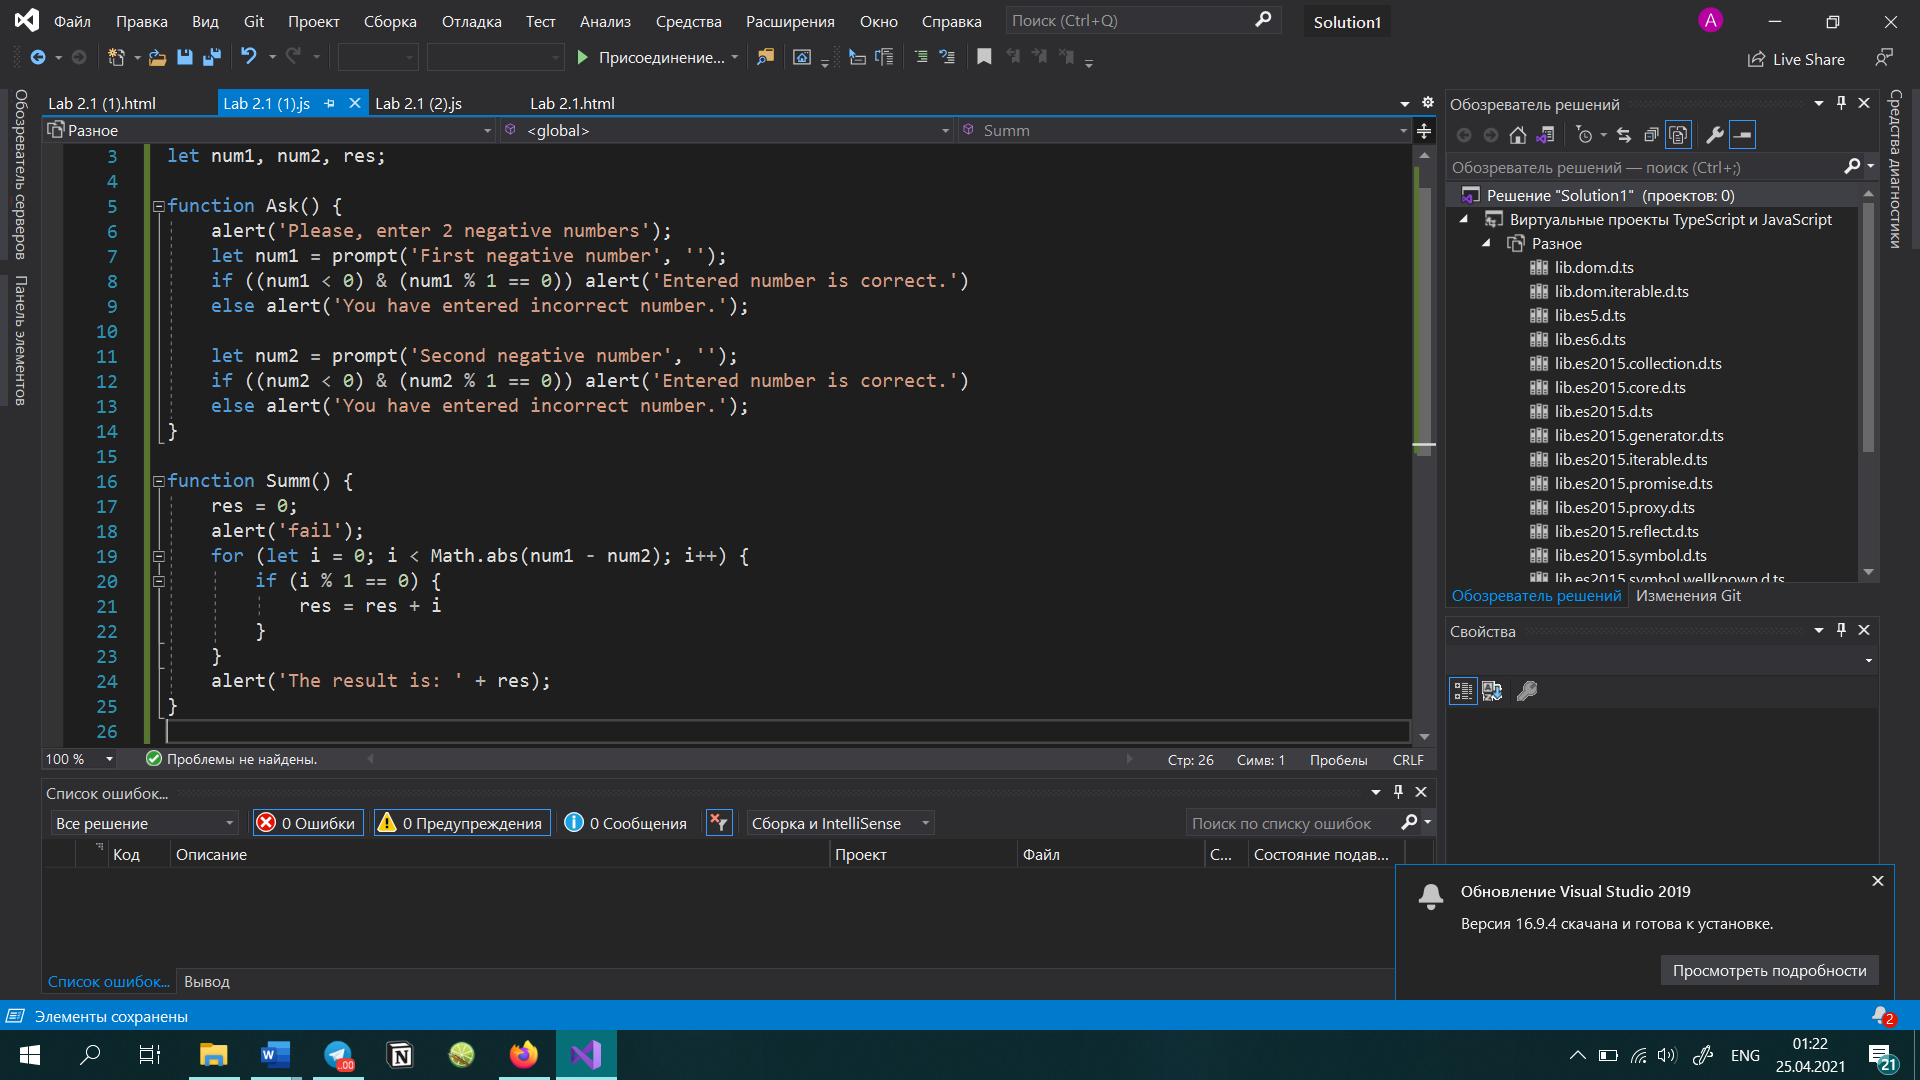 Файл Правка Вид Git Проект Сборка Отладка Тест Анализ Средства Расширения Окно Справка Поиск (Ctrl+Q) Solution1 A
Присоединение... Live Share
Обозреватель серверов
Панель элементов
Lab 2.1 (1).html Lab 2.1 (1).js Lab 2.1 (2).js Lab 2.1.html
Разное <global> Summ
3 let num1, num2, res;
4
5 function Ask() {
6 alert('Please, enter 2 negative numbers');
7 let num1 = prompt('First negative number', '');
8 if ((num1 < 0) & (num1 % 1 == 0)) alert('Entered number is correct.')
9 else alert('You have entered incorrect number.');
10
11 let num2 = prompt('Second negative number', '');
12 if ((num2 < 0) & (num2 % 1 == 0)) alert('Entered number is correct.')
13 else alert('You have entered incorrect number.');
14 }
15
16 function Summ() {
17 res = 0;
18 alert('fail');
19 for (let i = 0; i < Math.abs(num1 - num2); i++) {
20 if (i % 1 == 0) {
21 res = res + i
22 }
23 }
24 alert('The result is: ' + res);
25 }
26
100 % Проблемы не найдены. Стр: 26 Симв: 1 Пробелы CRLF
Список ошибок...
Все решение 0 Ошибки 0 Предупреждения 0 Сообщения Сборка и IntelliSense Поиск по списку ошибок
Код Описание Проект Файл С... Состояние подав...
Список ошибок... Вывод
Обозреватель решений
Обозреватель решений — поиск (Ctrl+;)
Решение "Solution1" (проектов: 0)
Виртуальные проекты TypeScript и JavaScript
Разное
lib.dom.d.ts
lib.dom.iterable.d.ts
lib.es5.d.ts
lib.es6.d.ts
lib.es2015.collection.d.ts
lib.es2015.core.d.ts
lib.es2015.d.ts
lib.es2015.generator.d.ts
lib.es2015.iterable.d.ts
lib.es2015.promise.d.ts
lib.es2015.proxy.d.ts
lib.es2015.reflect.d.ts
lib.es2015.symbol.d.ts
lib.es2015.symbol.wellknown.d.ts
Обозреватель решений Изменения Git
Свойства
Средства диагностики
Обновление Visual Studio 2019
Версия 16.9.4 скачана и готова к установке.
Просмотреть подробности
Элементы сохранены 2
ENG 01:22
25.04.2021 21
..00